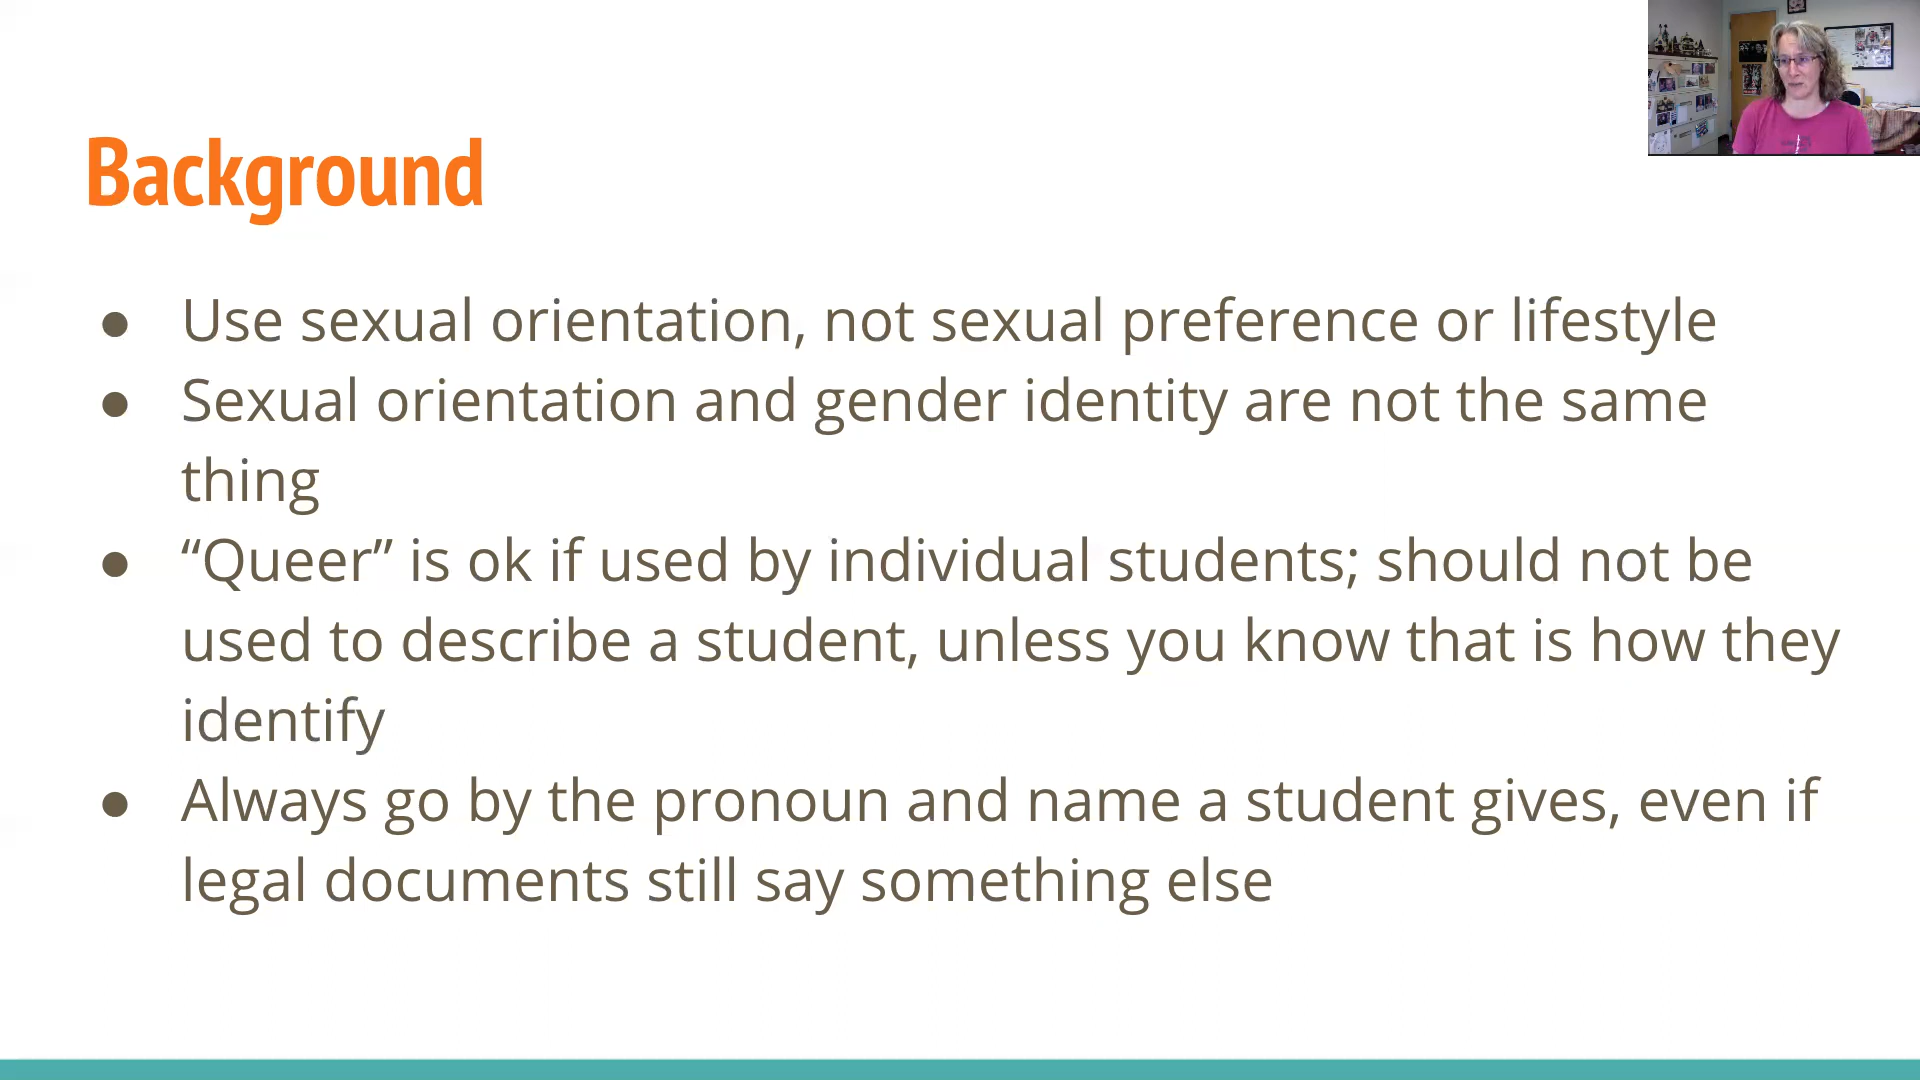 Background
● Use sexual orientation, not sexual preference or lifestyle
● Sexual orientation and gender identity are not the same
thing
● “Queer” is ok if used by individual students; should not be
used to describe a student, unless you know that is how they
identify
● Always go by the pronoun and name a student gives, even if
legal documents still say something else